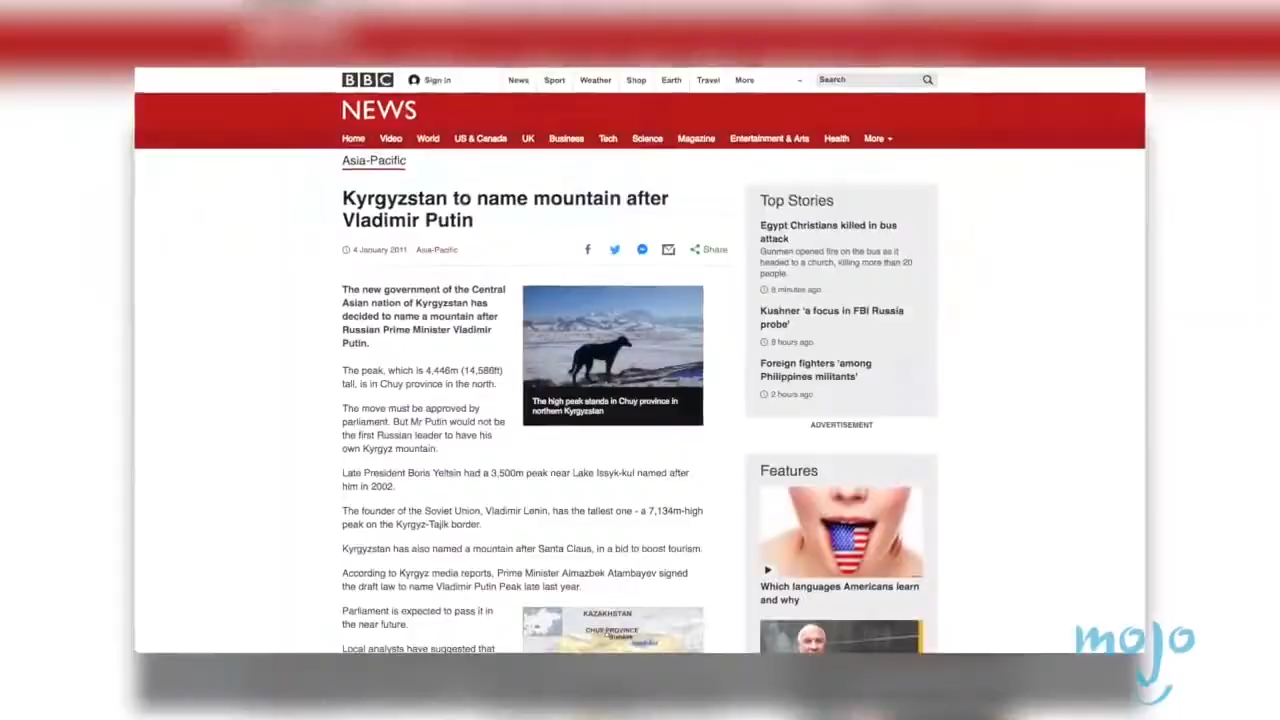 BBC Sign in News Sport Weather Shop Earth Travel More Search
NEWS
Home Video World US & Canada UK Business Tech Science Magazine Entertainment & Arts Health More
Asia-Pacific
Kyrgyzstan to name mountain after
Vladimir Putin
4 January 2011 Asia-Pacific
Share
The new government of the Central
Asian nation of Kyrgyzstan has
decided to name a mountain after
Russian Prime Minister Vladimir
Putin.
The high peak stands in Chuy province in
northern Kyrgyzstan
The peak, which is 4,446m (14,586ft)
tall, is in Chuy province in the north.
The move must be approved by
parliament. But Mr Putin would not be
the first Russian leader to have his
own Kyrgyz mountain.
Late President Boris Yeltsin had a 3,500m peak near Lake Issyk-kul named after
him in 2002.
The founder of the Soviet Union, Vladimir Lenin, has the tallest one - a 7,134m-high
peak on the Kyrgyz-Tajik border.
Kyrgyzstan has also named a mountain after Santa Claus, in a bid to boost tourism.
According to Kyrgyz media reports, Prime Minister Almazbek Atambayev signed
the draft law to name Vladimir Putin Peak late last year.
Parliament is expected to pass it in
the near future.
Local analysts have suggested that
KAZAKHSTAN
CHUY PROVINCE
Bishkek
Top Stories
Egypt Christians killed in bus
attack
Gunmen opened fire on the bus as it
headed to a church, killing more than 20
people.
8 minutes ago
Kushner 'a focus in FBI Russia
probe'
8 hours ago
Foreign fighters 'among
Philippines militants'
2 hours ago
ADVERTISEMENT
Features
Which languages Americans learn
and why
mojo